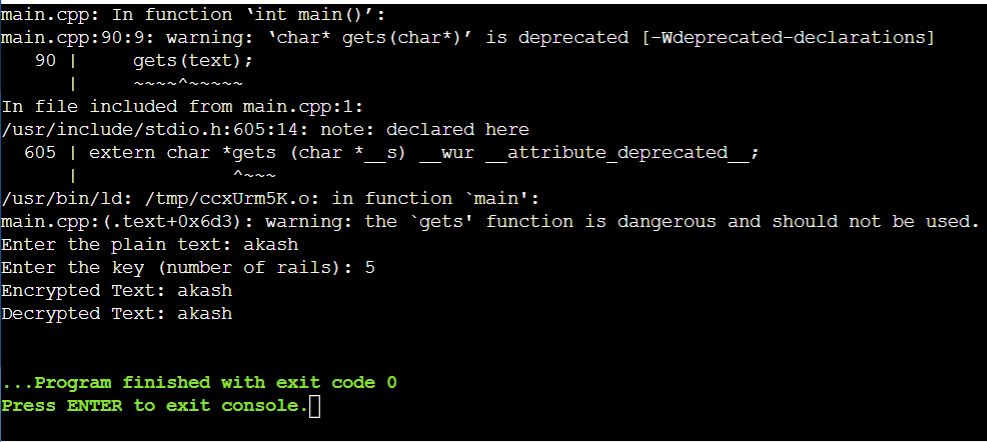 main.cpp: In function ‘int main()’:
main.cpp:90:9: warning: ‘char* gets(char*)’ is deprecated [-Wdeprecated-declarations]
   90 |     gets(text);
      |     ~~~~^~~~~~
In file included from main.cpp:1:
/usr/include/stdio.h:605:14: note: declared here
  605 | extern char *gets (char *__s) __wur __attribute_deprecated__;
      |              ^~~~
/usr/bin/ld: /tmp/ccxUrm5K.o: in function `main':
main.cpp:(.text+0x6d3): warning: the `gets' function is dangerous and should not be used.
Enter the plain text: akash
Enter the key (number of rails): 5
Encrypted Text: akash
Decrypted Text: akash
...Program finished with exit code 0
Press ENTER to exit console.